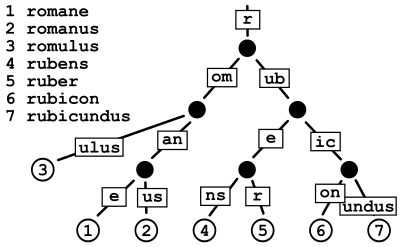 1 romane
2 romanus
3 romulus
4 rubens
5 ruber
6 rubicon
7 rubicundus
r
om
ub
ulus
an
e
ic
3
e
us
ns
r
on
undus
1
2
4
5
6
7